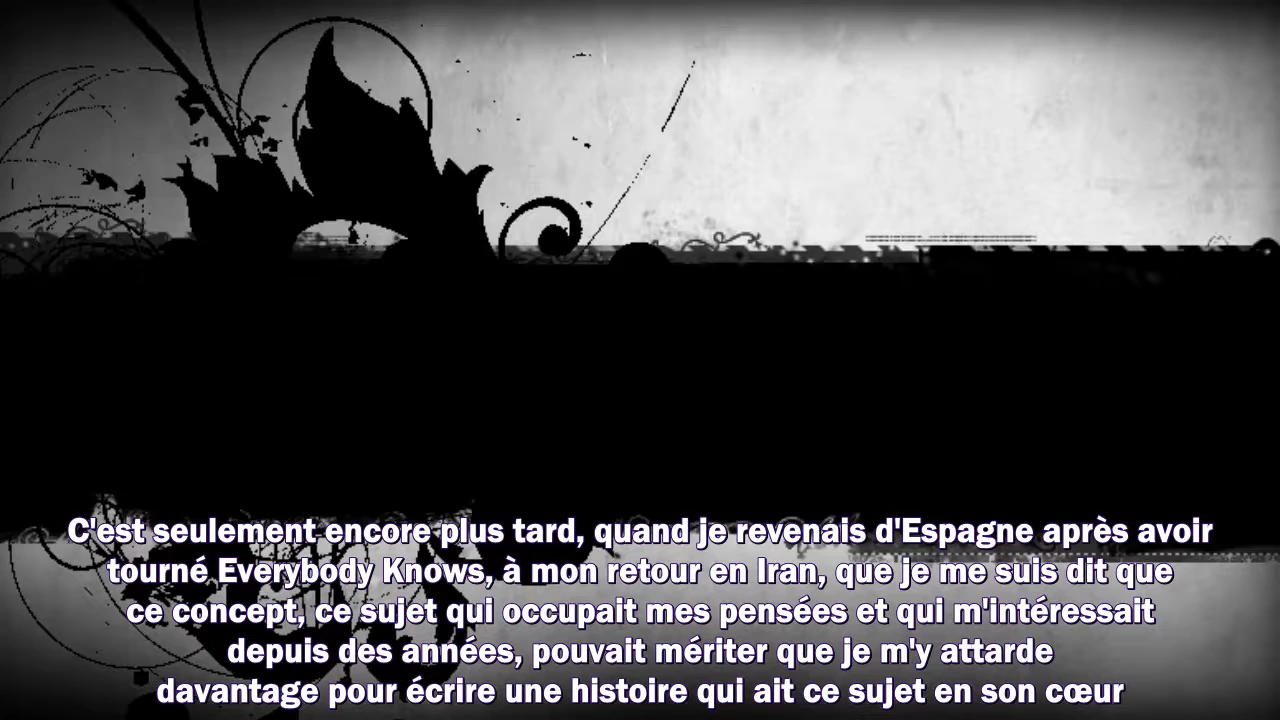 C'est seulement encore plus tard, quand je revenais d'Espagne après avoir
tourné Everybody Knows, à mon retour en Iran, que je me suis dit que
ce concept, ce sujet qui occupait mes pensées et qui m'intéressait
depuis des années, pouvait mériter que je m'y attarde
davantage pour écrire une histoire qui ait ce sujet en son cœur